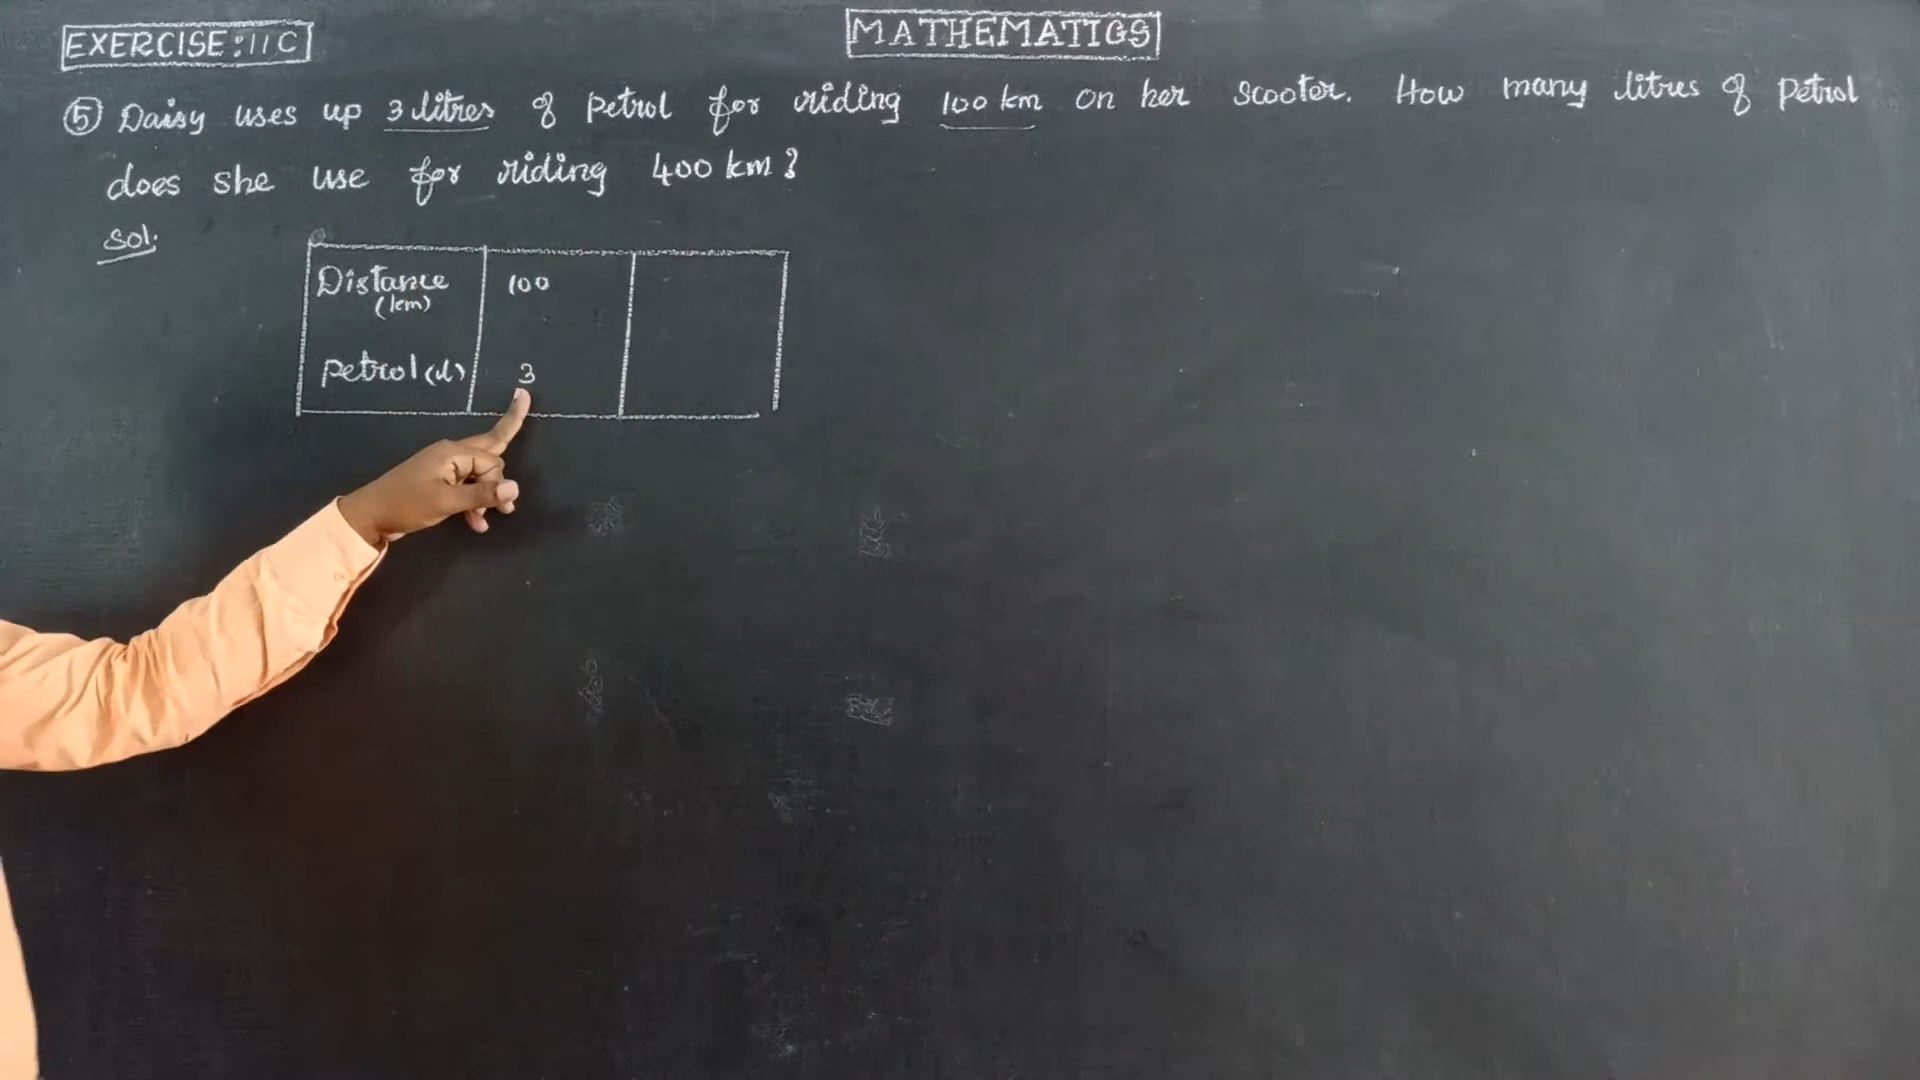 EXERCISE:11C
MATHEMATICS
⑤ Daisy uses up 3 litres of petrol for riding 100 km on her scooter. How many litres of petrol
does she use for riding 400 km?
Sol.
Distance 100
(km)
Petrol (l) 3